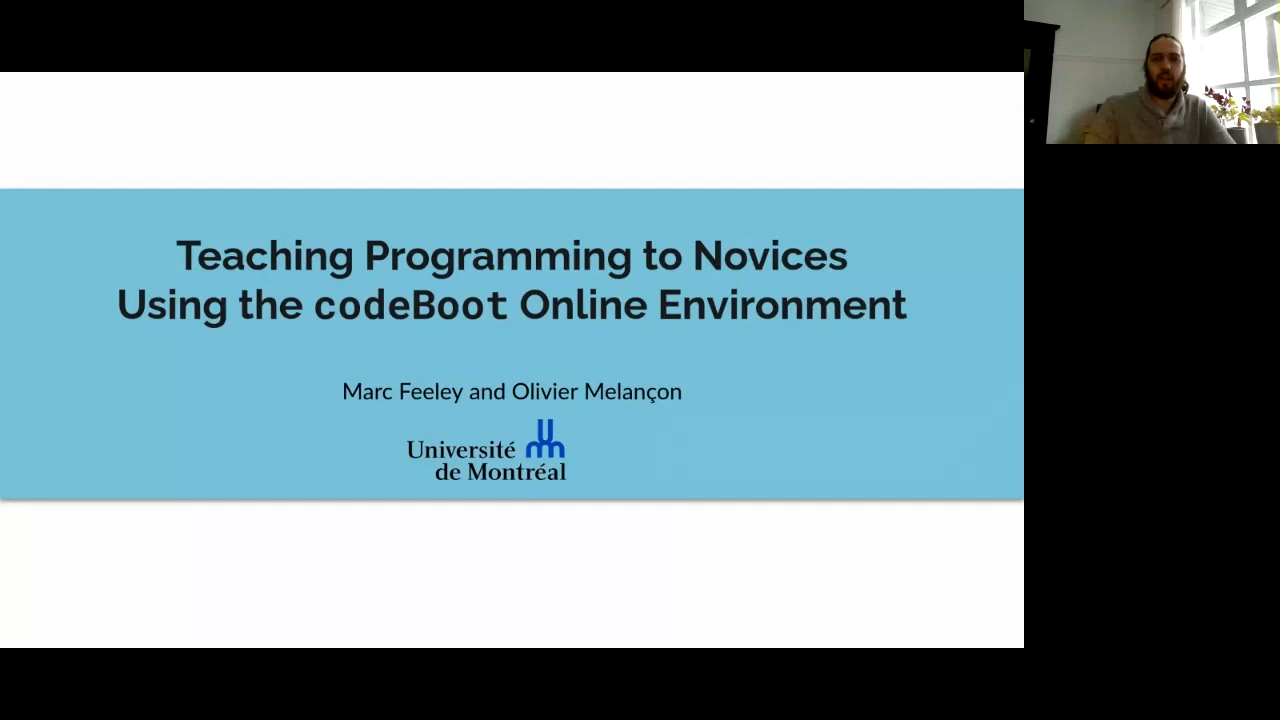 Teaching Programming to Novices
Using the codeBoot Online Environment
Marc Feeley and Olivier Melançon
Université
de Montréal